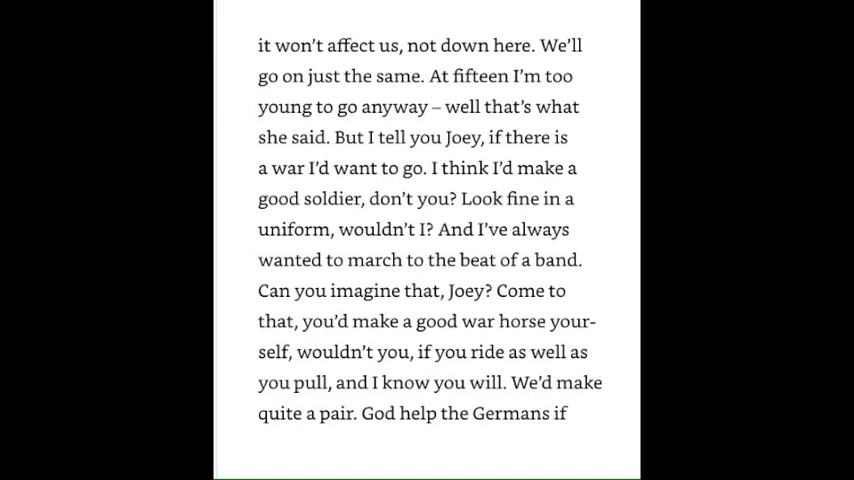 it won’t affect us, not down here. We’ll
go on just the same. At fifteen I’m too
young to go anyway – well that’s what
she said. But I tell you Joey, if there is
a war I’d want to go. I think I’d make a
good soldier, don’t you? Look fine in a
uniform, wouldn’t I? And I’ve always
wanted to march to the beat of a band.
Can you imagine that, Joey? Come to
that, you’d make a good war horse your-
self, wouldn’t you, if you ride as well as
you pull, and I know you will. We’d make
quite a pair. God help the Germans if